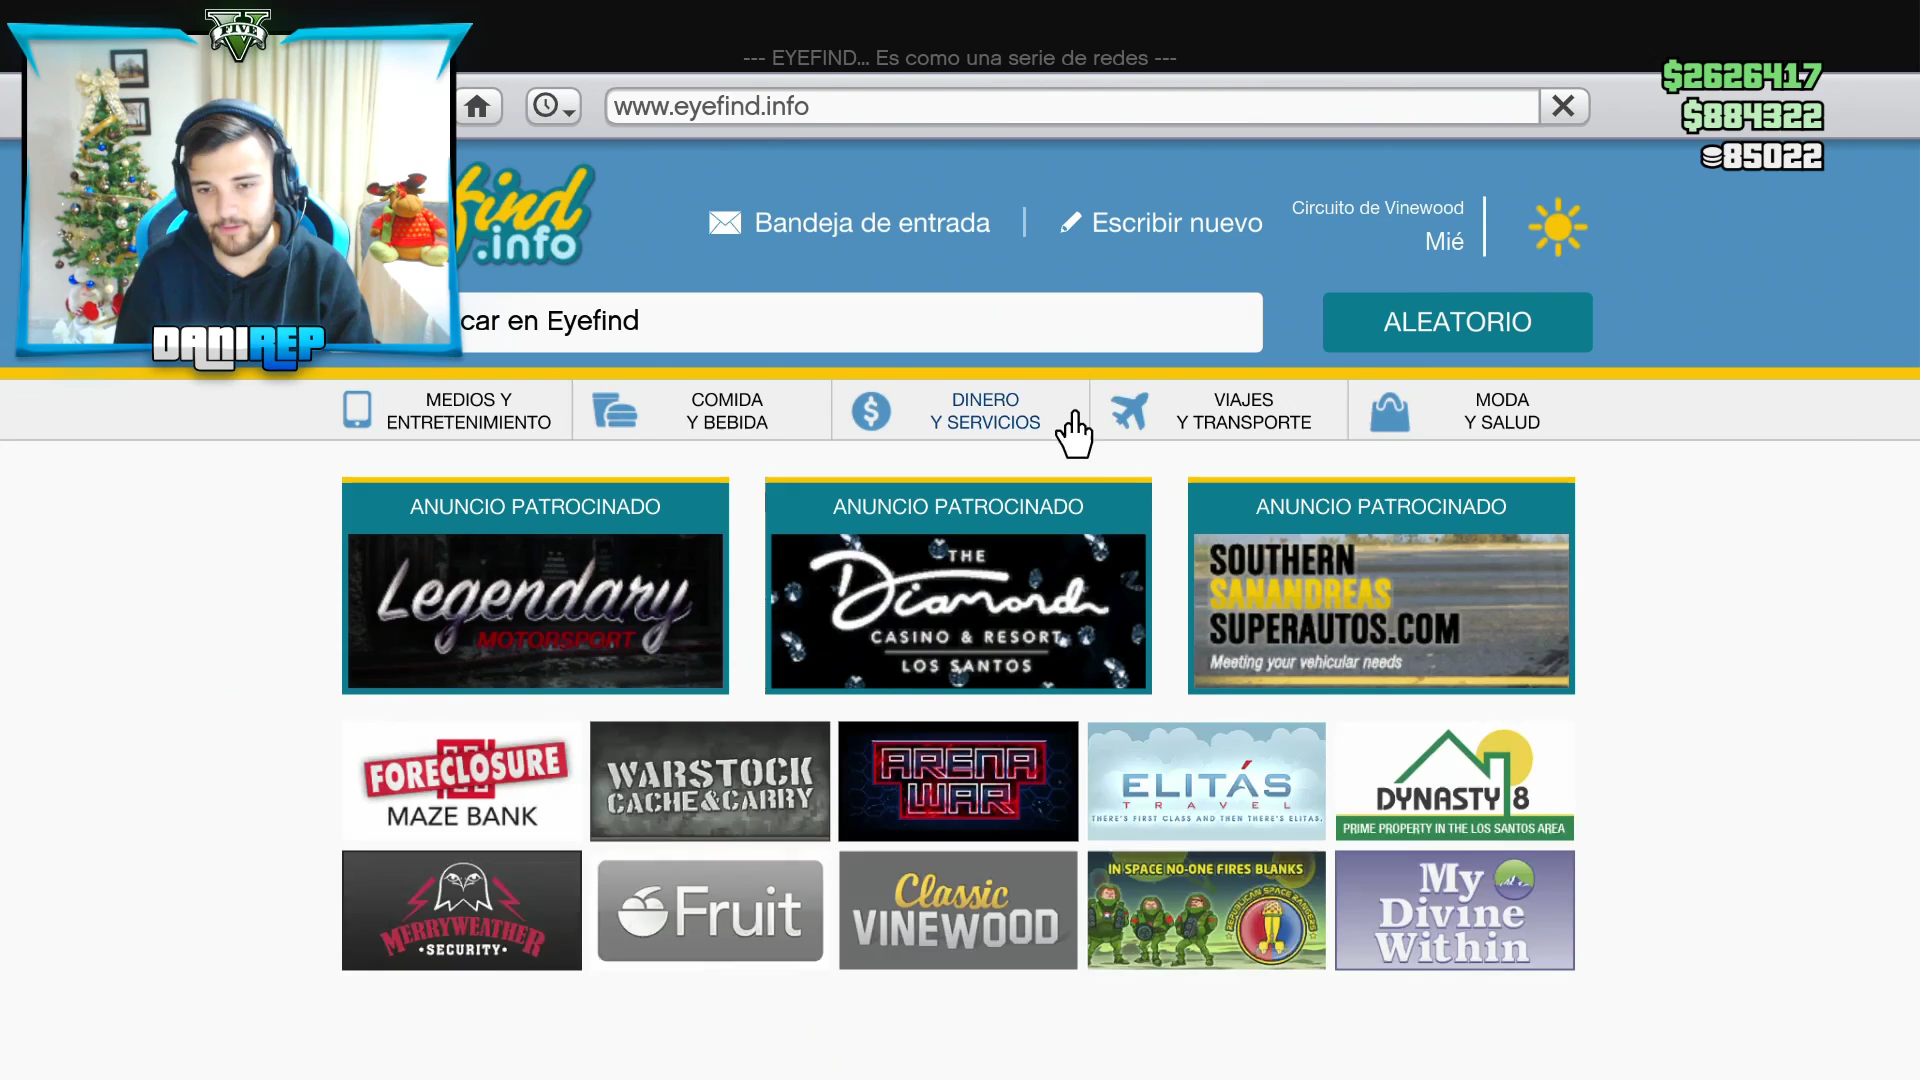 FIVE
V
--- EYEFIND... Es como una serie de redes ---
$2626417
$884322
85022
www.eyefind.info
find
.info
Bandeja de entrada
Escribir nuevo
Circuito de Vinewood
Mié
DANIREP
car en Eyefind
ALEATORIO
MEDIOS Y
ENTRETENIMIENTO
COMIDA
Y BEBIDA
DINERO
Y SERVICIOS
VIAJES
Y TRANSPORTE
MODA
Y SALUD
ANUNCIO PATROCINADO
Legendary
MOTORSPORT
ANUNCIO PATROCINADO
THE
Diamond
CASINO & RESORT
LOS SANTOS
ANUNCIO PATROCINADO
SOUTHERN
SANANDREAS
SUPERAUTOS.COM
Meeting your vehicular needs
FORECLOSURE
MAZE BANK
WARSTOCK
CACHE&CARRY
ARENA
WAR
ELITÁS
TRAVEL
THERE'S FIRST CLASS AND THEN THERE'S ELITAS.
DYNASTY 8
PRIME PROPERTY IN THE LOS SANTOS AREA
MERRYWEATHER
•SECURITY•
Fruit
Classic
VINEWOOD
IN SPACE NO-ONE FIRES BLANKS
REPUBLICAN SPACE RANGERS
My
Divine
Within